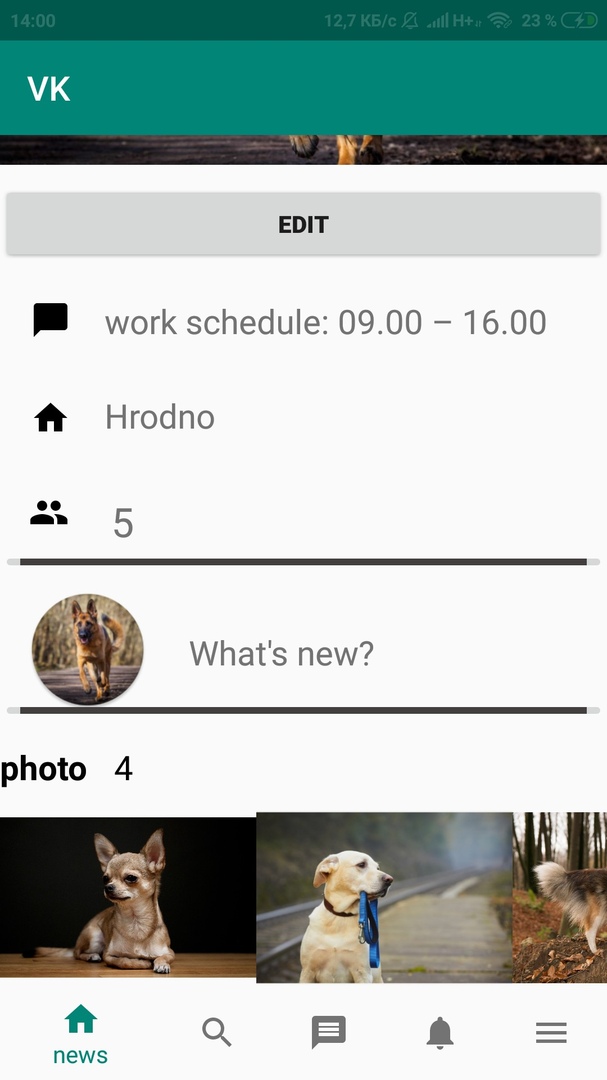 14:00 12,7 КБ/с H+ 23 %
VK
EDIT
work schedule: 09.00 – 16.00
Hrodno
5
What's new?
photo 4
news